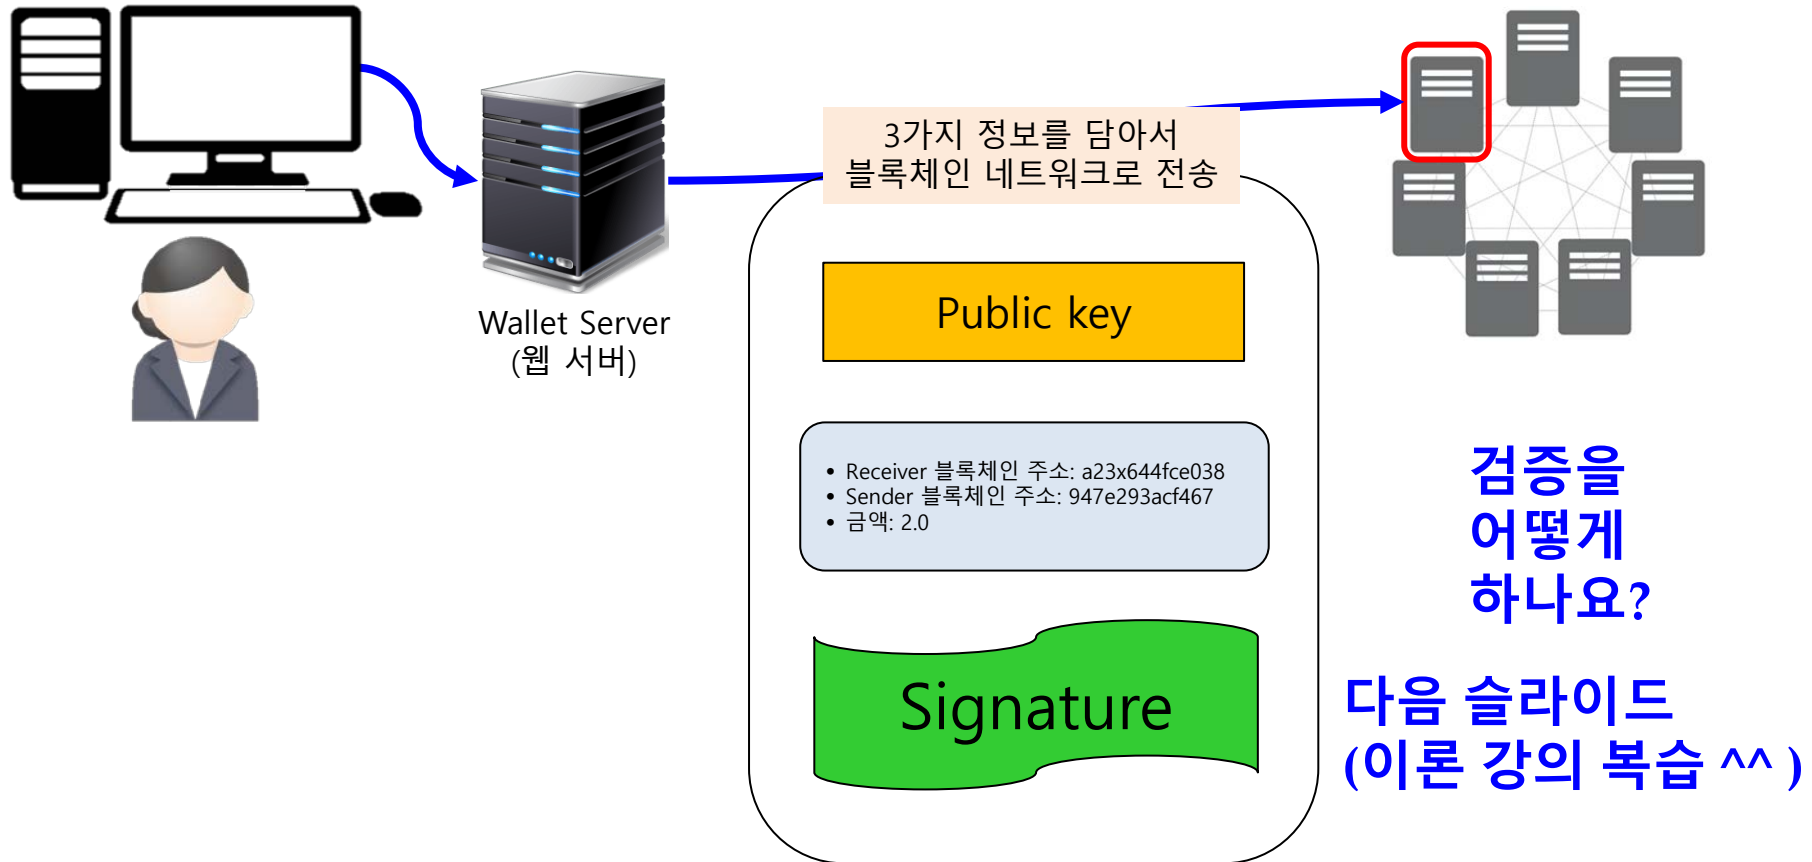 3가지 정보를 담아서
블록체인 네트워크로 전송
Wallet Server
(웹 서버)
Public key
• Receiver 블록체인 주소: a23x644fce038
• Sender 블록체인 주소: 947e293acf467
• 금액: 2.0
Signature
검증을
어떻게
하나요?
다음 슬라이드
(이론 강의 복습 ^^ )